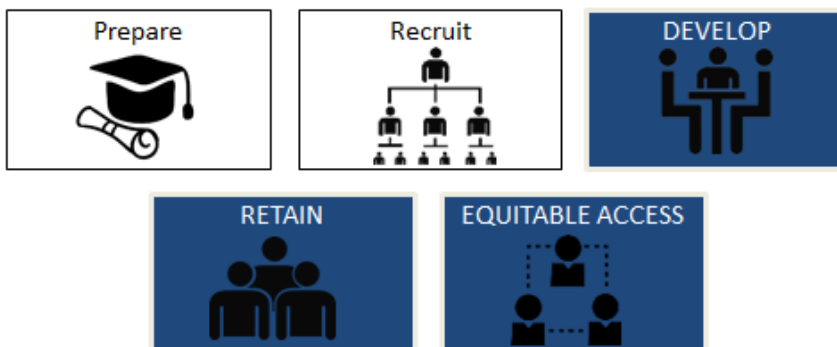 Prepare
Recruit
DEVELOP
RETAIN
EQUITABLE ACCESS